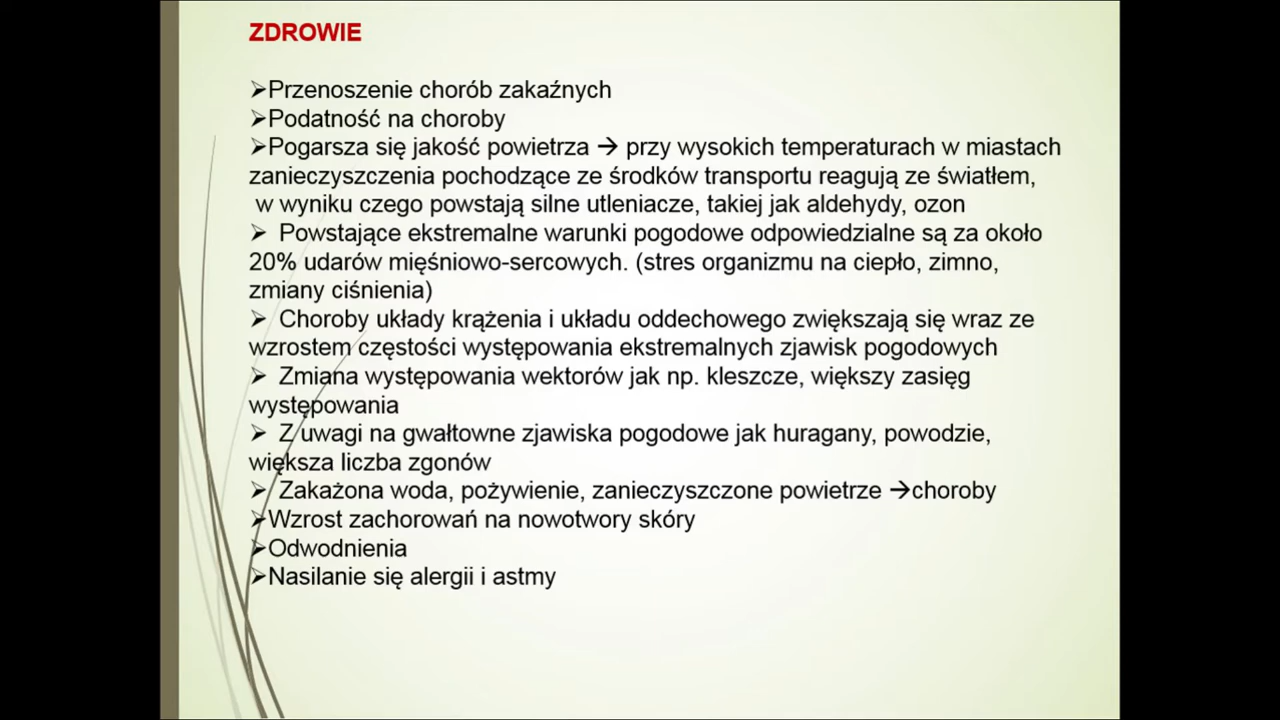 ZDROWIE
➢Przenoszenie chorób zakaźnych
➢Podatność na choroby
➢Pogarsza się jakość powietrza → przy wysokich temperaturach w miastach
zanieczyszczenia pochodzące ze środków transportu reagują ze światłem,
w wyniku czego powstają silne utleniacze, takiej jak aldehydy, ozon
➢ Powstające ekstremalne warunki pogodowe odpowiedzialne są za około
20% udarów mięśniowo-sercowych. (stres organizmu na ciepło, zimno,
zmiany ciśnienia)
➢ Choroby układy krążenia i układu oddechowego zwiększają się wraz ze
wzrostem częstości występowania ekstremalnych zjawisk pogodowych
➢ Zmiana występowania wektorów jak np. kleszcze, większy zasięg
występowania
➢ Z uwagi na gwałtowne zjawiska pogodowe jak huragany, powodzie,
większa liczba zgonów
➢ Zakażona woda, pożywienie, zanieczyszczone powietrze →choroby
➢Wzrost zachorowań na nowotwory skóry
➢Odwodnienia
➢Nasilanie się alergii i astmy